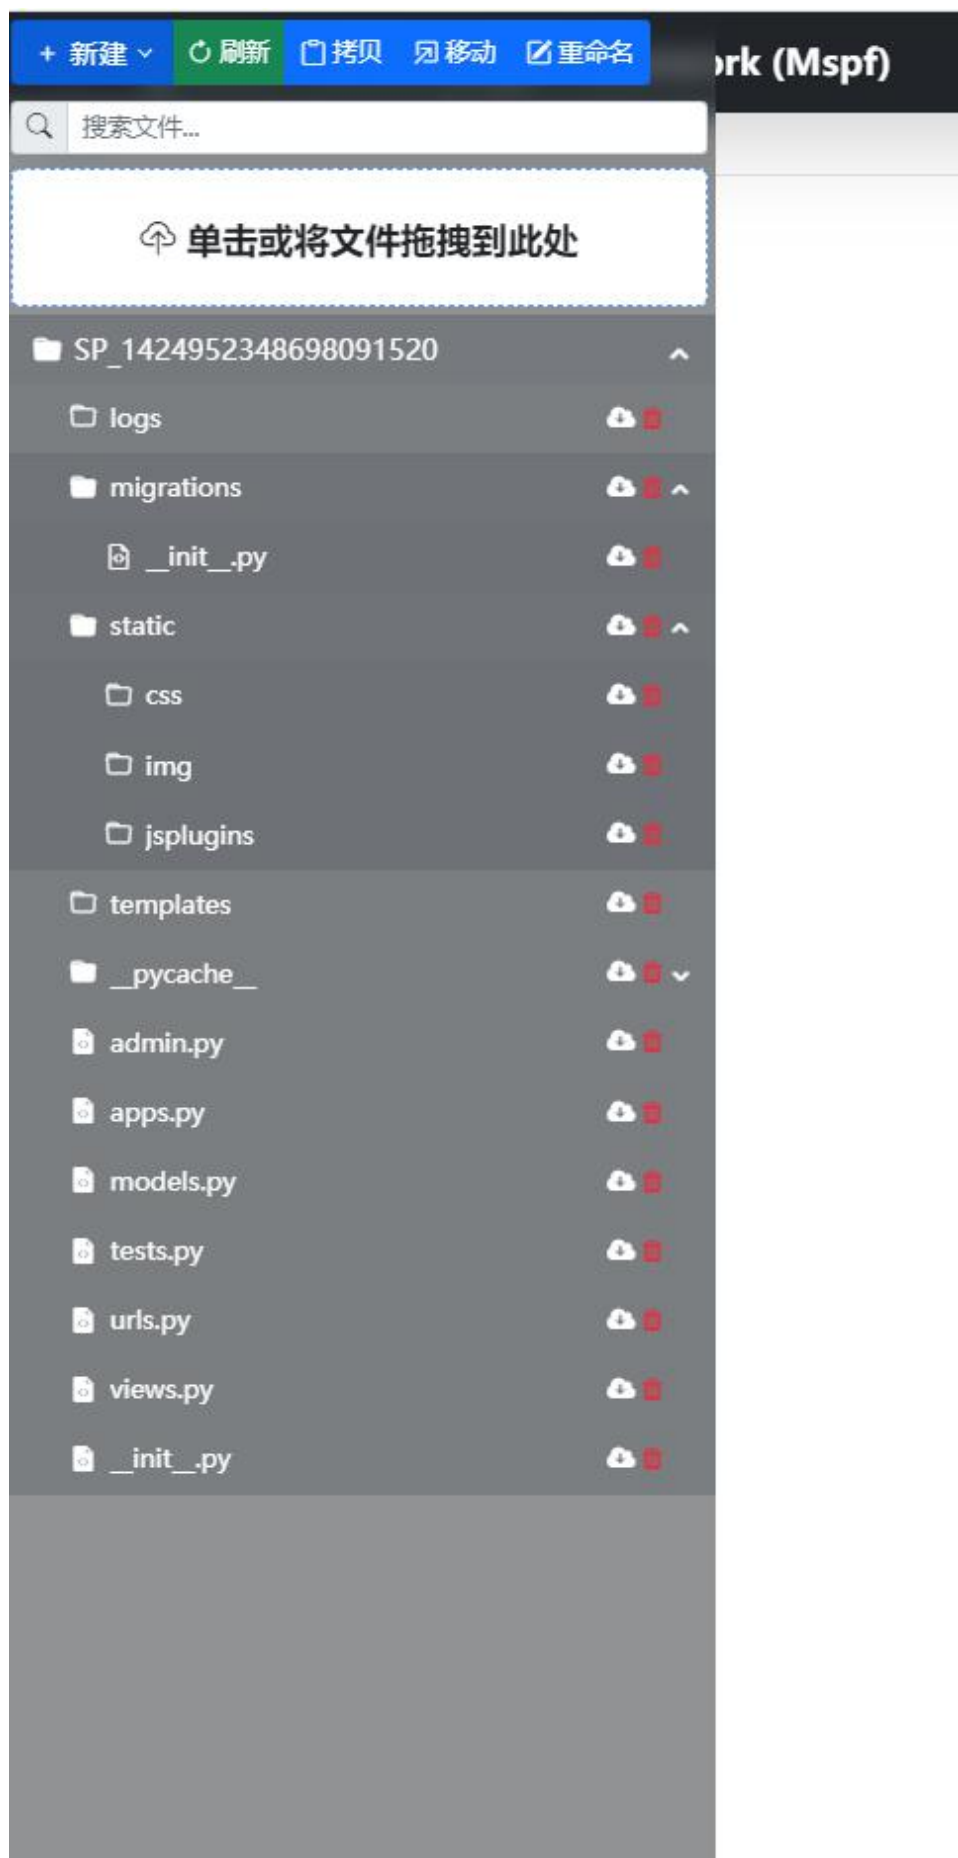 + 新建 刷新 拷贝 移动 重命名 ork (Mspf)
搜索文件...
单击或将文件拖拽到此处
SP_1424952348698091520
logs
migrations
__init__.py
static
css
img
jsplugins
templates
__pycache__
admin.py
apps.py
models.py
tests.py
urls.py
views.py
__init__.py